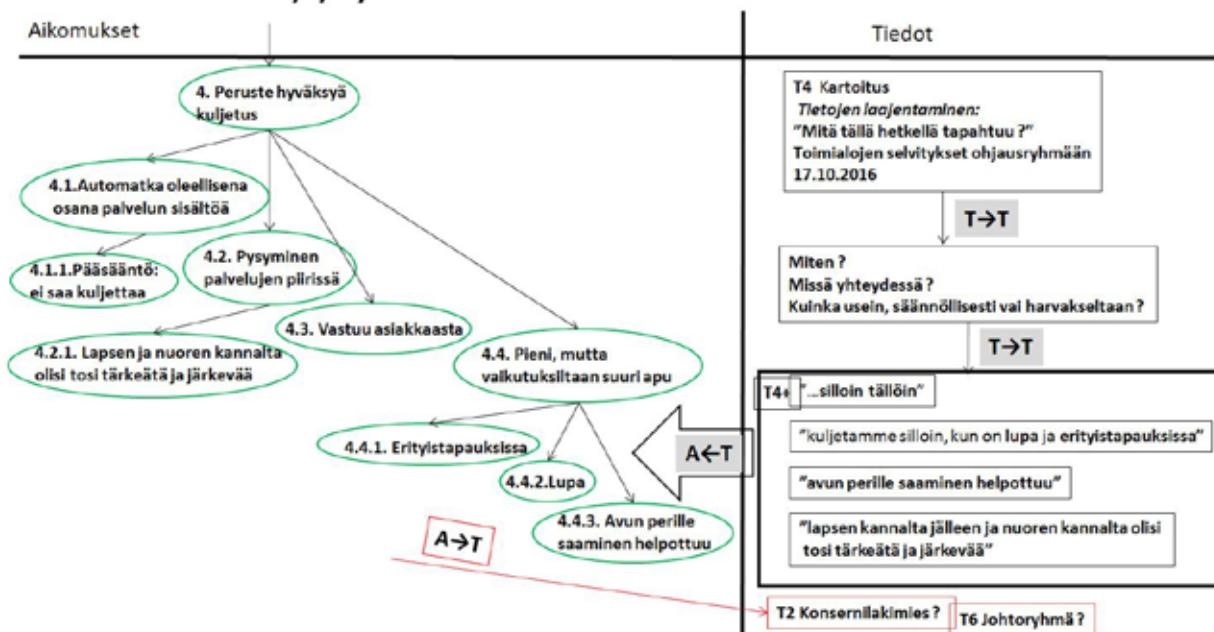 Aikomukset
Tiedot
4. Peruste hyväksyä
kuljetus
4.1.Automatka oleellisena
osana palvelun sisältöä
4.1.1.Pääsääntö:
ei saa kuljettaa
4.2. Pysyminen
palvelujen piirissä
4.2.1. Lapsen ja nuoren kannalta
olisi tosi tärkeätä ja järkevää
4.3. Vastuu asiakkaasta
4.4. Pieni, mutta
vaikutuksiltaan suuri apu
4.4.1. Erityistapauksissa
4.4.2.Lupa
4.4.3. Avun perille
saaminen helpottuu
A→T
A←T
T4 Kartoitus
Tietojen laajentaminen:
"Mitä tällä hetkellä tapahtuu ?"
Toimialojen selvitykset ohjausryhmään
17.10.2016
T→T
Miten ?
Missä yhteydessä ?
Kuinka usein, säännöllisesti vai harvakseltaan ?
T→T
T4+ "...silloin tällöin"
"kuljetamme silloin, kun on lupa ja erityistapauksissa"
"avun perille saaminen helpottuu"
"lapsen kannalta jälleen ja nuoren kannalta olisi
tosi tärkeätä ja järkevää"
T2 Konsernilakimies ?
T6 Johtoryhmä ?